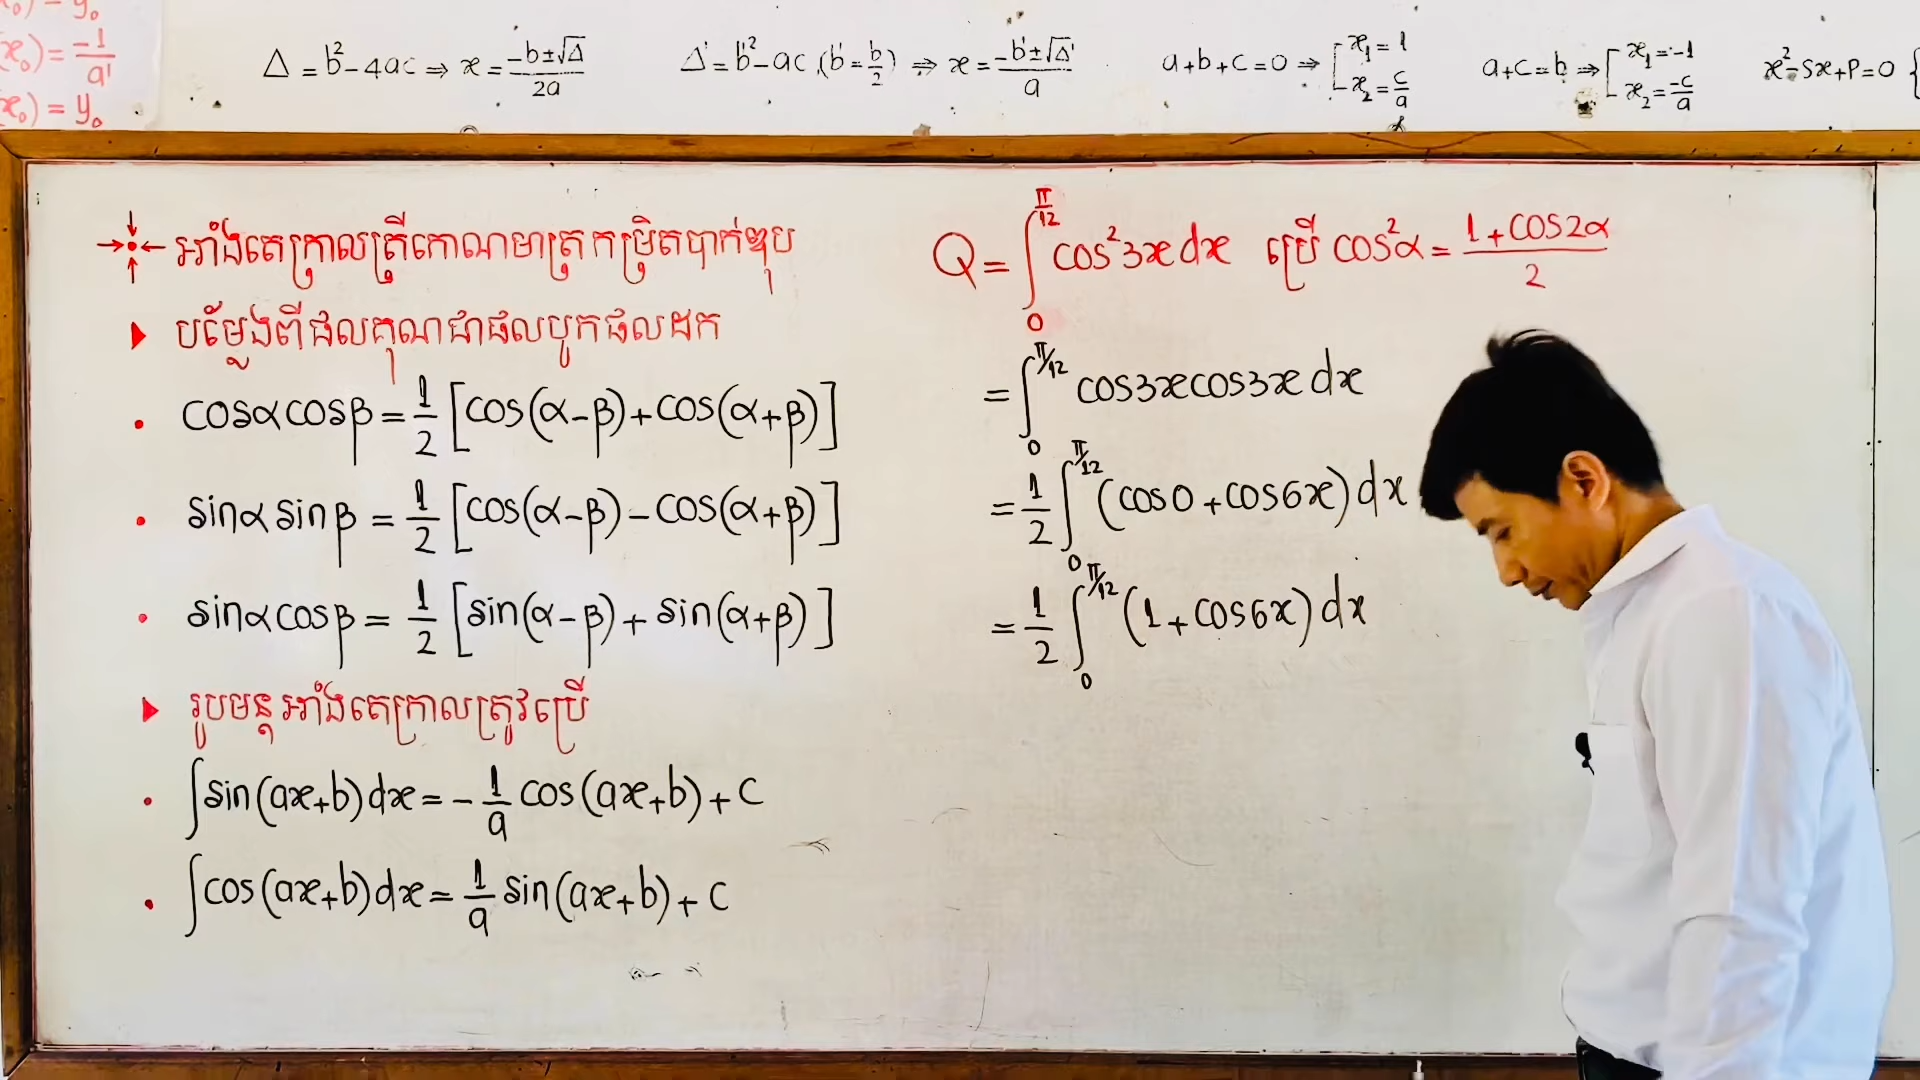 x₀) = y₀
(x₀) = -1/a'
(x₀) = y₀
Δ = b² - 4ac ⇒ x = (-b ± √Δ)/2a
Δ' = b'² - ac, (b' = b/2) ⇒ x = (-b' ± √Δ')/a
a + b + c = 0 ⇒ [ x₁ = 1
x₂ = c/a
a + c = b ⇒ [ x₁ = -1
x₂ = -c/a
x² - Sx + P = 0 {
អាំងតេក្រាលត្រីកោណមាត្រកម្រិតបាក់ឌុប
បម្លែងពីផលគុណជាផលបូកផលដក
• cosα cosβ = 1/2 [cos(α-β) + cos(α+β)]
• sinα sinβ = 1/2 [cos(α-β) - cos(α+β)]
• sinα cosβ = 1/2 [sin(α-β) + sin(α+β)]
រូបមន្តអាំងតេក្រាលត្រូវប្រើ
• ∫sin(ax+b)dx = -1/a cos(ax+b) + c
• ∫cos(ax+b)dx = 1/a sin(ax+b) + c
Q = ∫₀^(π/12) cos²3x dx ប្រើ cos²α = (1 + cos2α)/2
= ∫₀^(π/12) cos3x cos3x dx
= 1/2 ∫₀^(π/12) (cos0 + cos6x) dx
= 1/2 ∫₀^(π/12) (1 + cos6x) dx